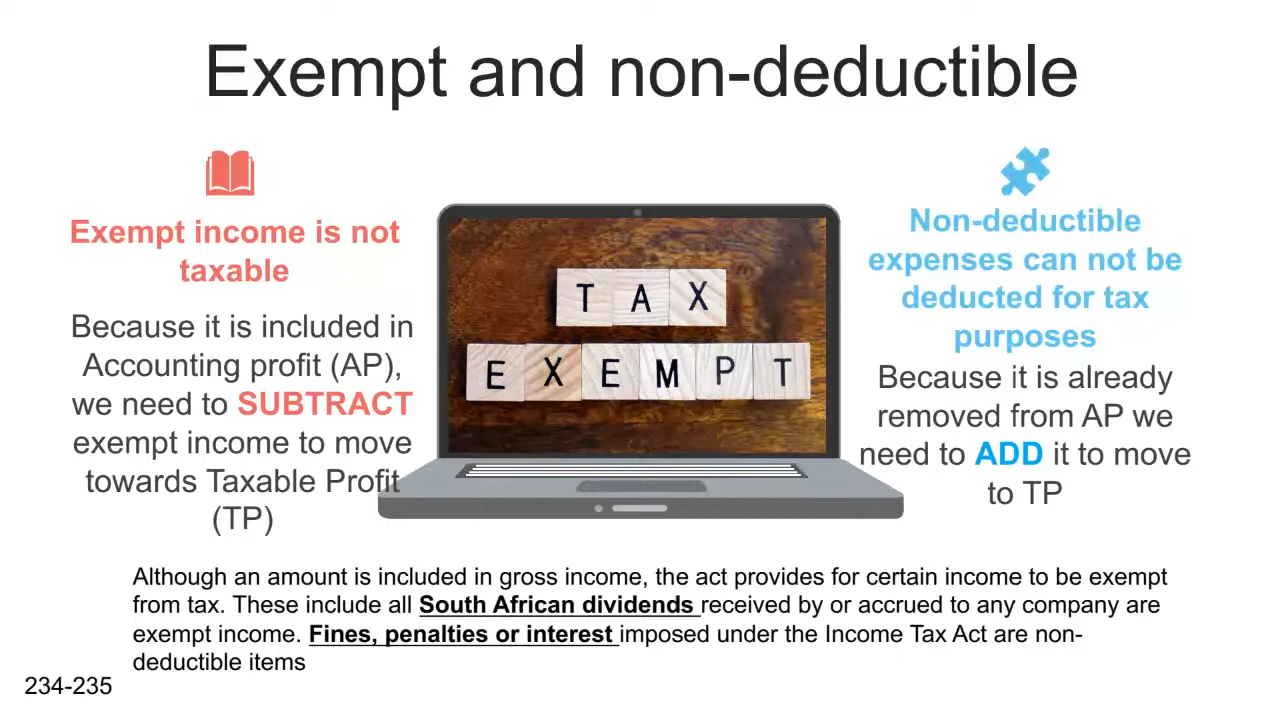 Exempt and non-deductible
Exempt income is not
taxable
Because it is included in
Accounting profit (AP),
we need to SUBTRACT
exempt income to move
towards Taxable Profit
(TP)
TAX
EXEMPT
Non-deductible
expenses can not be
deducted for tax
purposes
Because it is already
removed from AP we
need to ADD it to move
to TP
Although an amount is included in gross income, the act provides for certain income to be exempt
from tax. These include all South African dividends received by or accrued to any company are
exempt income. Fines, penalties or interest imposed under the Income Tax Act are non-
deductible items
234-235